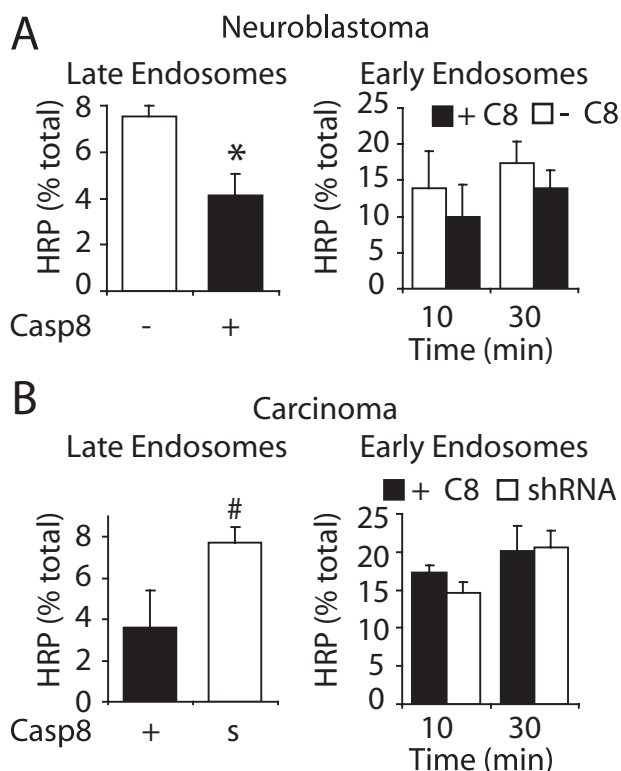 A
Neuroblastoma
Late Endosomes
HRP (% total)
8
6
4
2
0
*
Casp8 - +
Early Endosomes
+ C8 - C8
HRP (% total)
25
20
15
10
5
0
10 30
Time (min)
B
Carcinoma
Late Endosomes
HRP (% total)
8
6
4
2
0
#
Casp8 + s
Early Endosomes
+ C8 shRNA
HRP (% total)
25
20
15
10
5
0
10 30
Time (min)